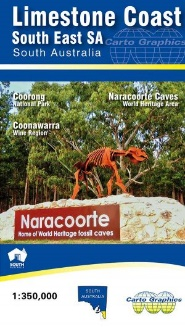 Limestone Coast
South East SA
South Australia
Carto Graphics
Coorong
National Park
Naracoorte Caves
World Heritage Area
Coonawarra
Wine Region
Naracoorte
Home of World Heritage fossil caves
SOUTH
1:350,000
SOUTH
AUSTRALIA
Carto Graphics